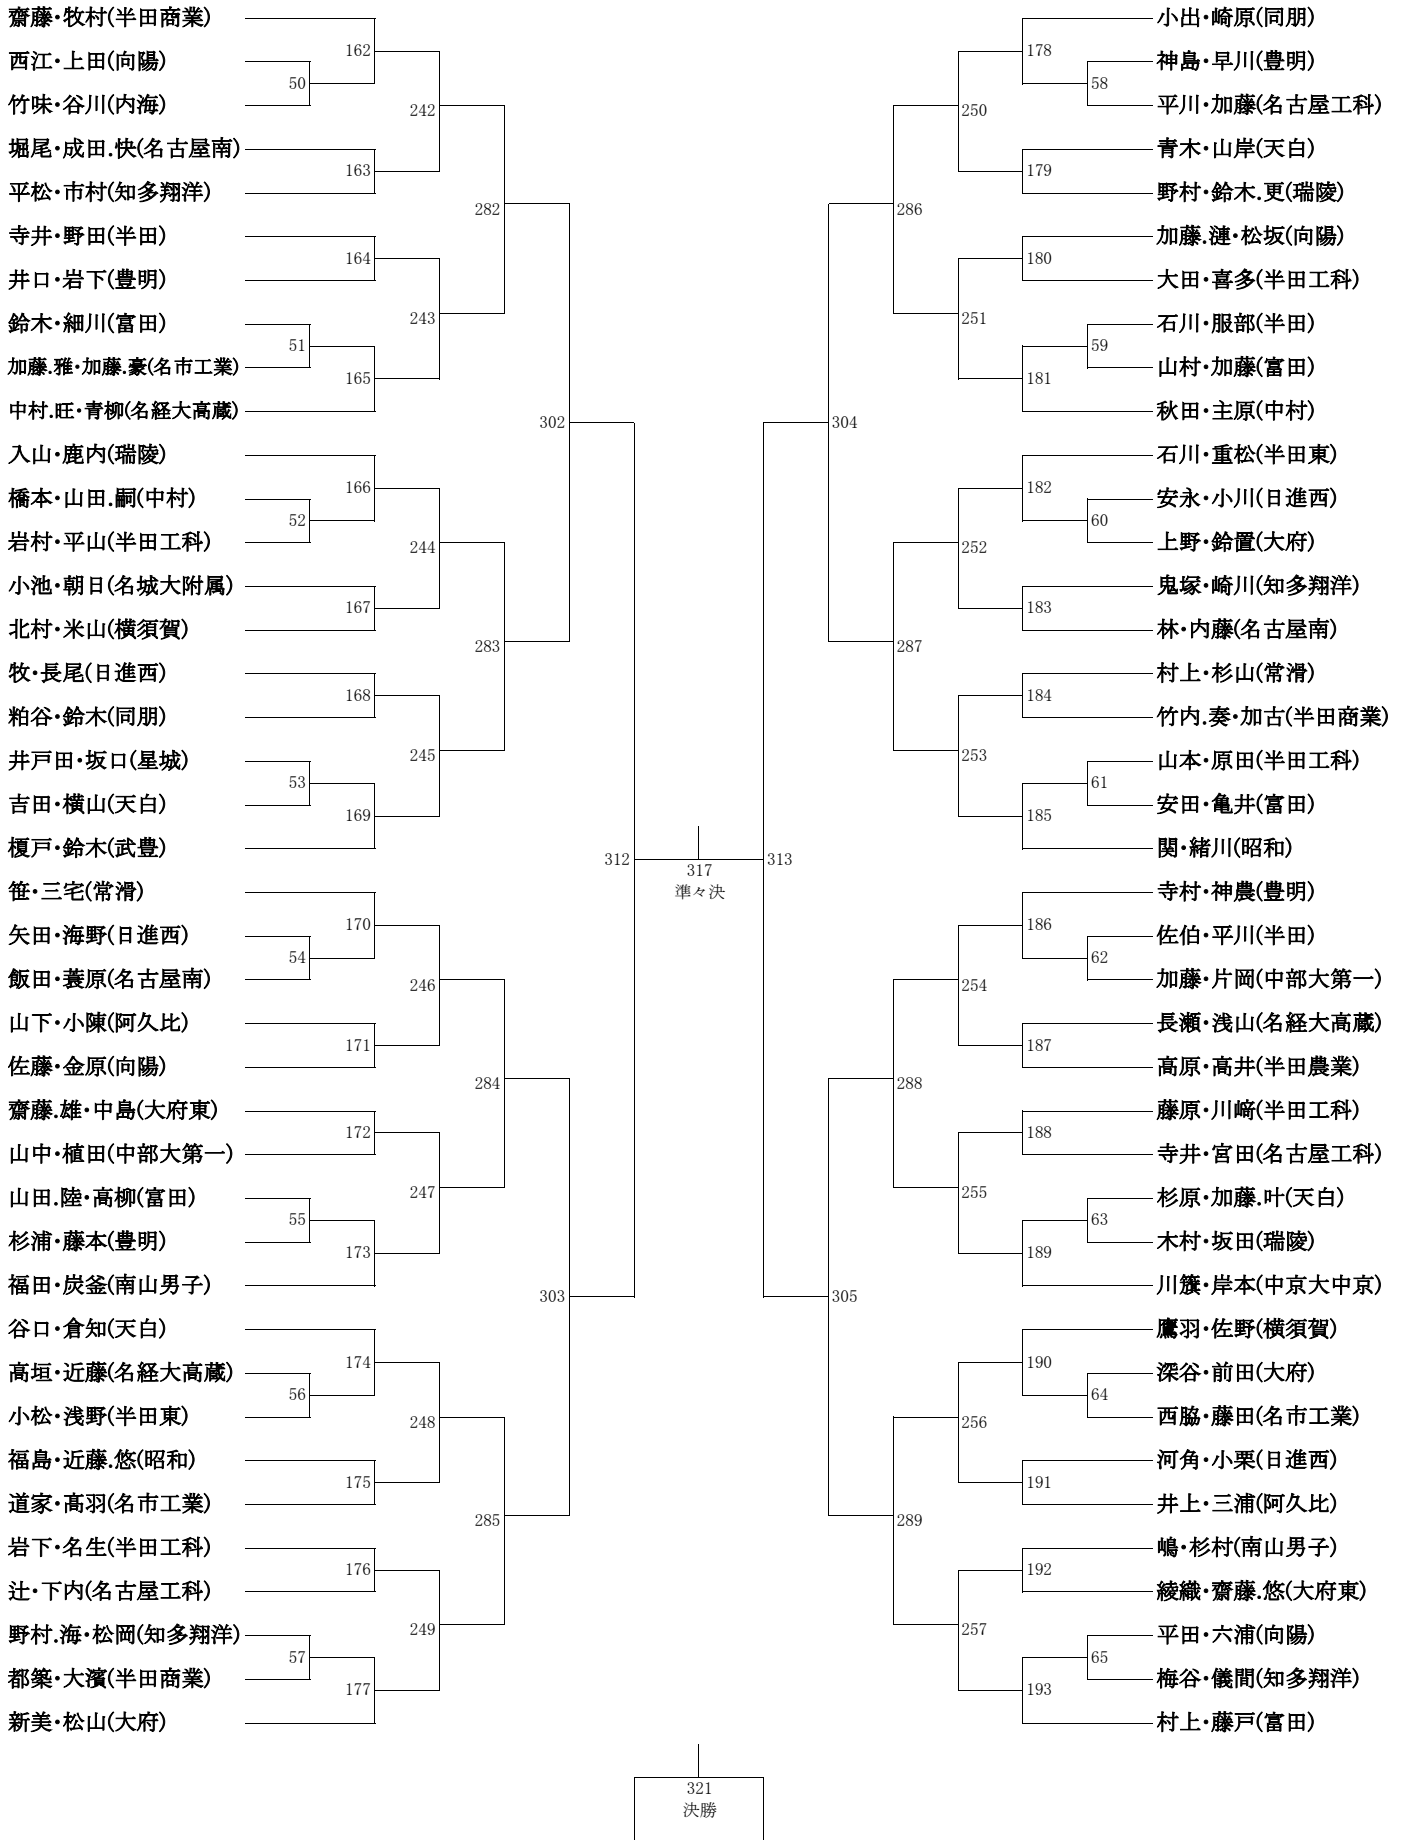 齋藤・牧村(半田商業)
西江・上田(向陽)
竹味・谷川(内海)
堀尾・成田.快(名古屋南)
平松・市村(知多翔洋)
寺井・野田(半田)
井口・岩下(豊明)
鈴木・細川(富田)
加藤.雅・加藤.豪(名市工業)
中村.旺・青柳(名経大高蔵)
入山・鹿内(瑞陵)
橋本・山田.嗣(中村)
岩村・平山(半田工科)
小池・朝日(名城大附属)
北村・米山(横須賀)
牧・長尾(日進西)
粕谷・鈴木(同朋)
井戸田・坂口(星城)
吉田・横山(天白)
榎戸・鈴木(武豊)
笹・三宅(常滑)
矢田・海野(日進西)
飯田・蓑原(名古屋南)
山下・小陳(阿久比)
佐藤・金原(向陽)
齋藤.雄・中島(大府東)
山中・植田(中部大第一)
山田.陸・高柳(富田)
杉浦・藤本(豊明)
福田・炭釜(南山男子)
谷口・倉知(天白)
高垣・近藤(名経大高蔵)
小松・浅野(半田東)
福島・近藤.悠(昭和)
道家・髙羽(名市工業)
岩下・名生(半田工科)
辻・下内(名古屋工科)
野村.海・松岡(知多翔洋)
都築・大濱(半田商業)
新美・松山(大府)
50
51
52
53
54
55
56
57
162
163
164
165
166
167
168
169
170
171
172
173
174
175
176
177
242
243
244
245
246
247
248
249
282
283
284
285
302
303
312
317
準々決
321
決勝
313
304
305
286
287
288
289
250
251
252
253
254
255
256
257
178
179
180
181
182
183
184
185
186
187
188
189
190
191
192
193
58
59
60
61
62
63
64
65
小出・崎原(同朋)
神島・早川(豊明)
平川・加藤(名古屋工科)
青木・山岸(天白)
野村・鈴木.更(瑞陵)
加藤.漣・松坂(向陽)
大田・喜多(半田工科)
石川・服部(半田)
山村・加藤(富田)
秋田・主原(中村)
石川・重松(半田東)
安永・小川(日進西)
上野・鈴置(大府)
鬼塚・崎川(知多翔洋)
林・内藤(名古屋南)
村上・杉山(常滑)
竹内.奏・加古(半田商業)
山本・原田(半田工科)
安田・亀井(富田)
関・緒川(昭和)
寺村・神農(豊明)
佐伯・平川(半田)
加藤・片岡(中部大第一)
長瀬・浅山(名経大高蔵)
高原・高井(半田農業)
藤原・川﨑(半田工科)
寺井・宮田(名古屋工科)
杉原・加藤.叶(天白)
木村・坂田(瑞陵)
川籏・岸本(中京大中京)
鷹羽・佐野(横須賀)
深谷・前田(大府)
西脇・藤田(名市工業)
河角・小栗(日進西)
井上・三浦(阿久比)
嶋・杉村(南山男子)
綾織・齋藤.悠(大府東)
平田・六浦(向陽)
梅谷・儀間(知多翔洋)
村上・藤戸(富田)